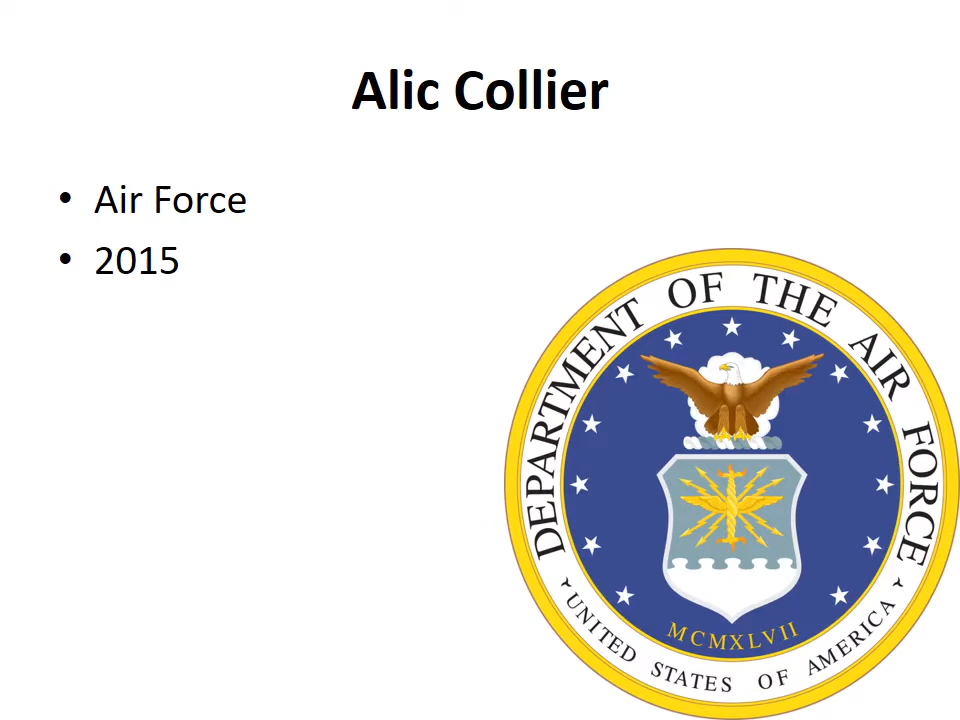 Alic Collier
• Air Force
• 2015
DEPARTMENT OF THE AIR FORCE
MCMXLVII
UNITED STATES OF AMERICA